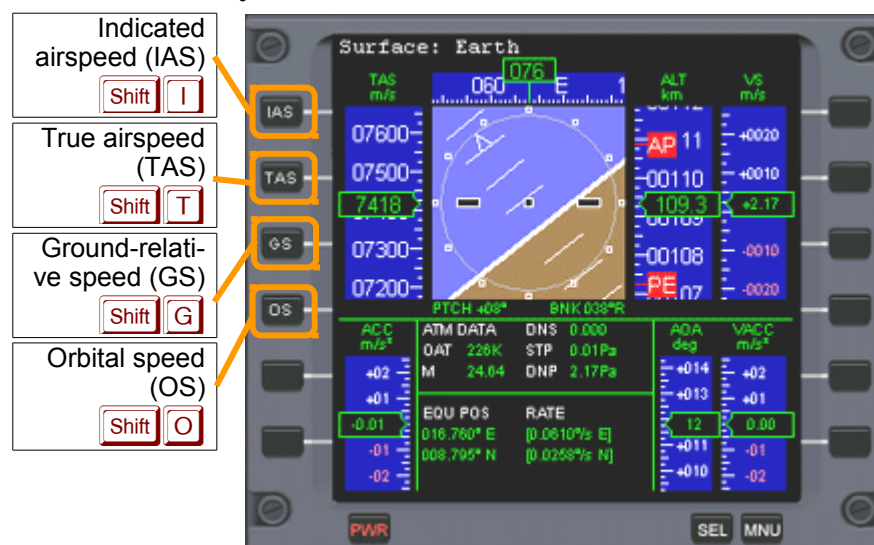 Indicated
airspeed (IAS)
Shift I
True airspeed
(TAS)
Shift T
Ground-relati-
ve speed (GS)
Shift G
Orbital speed
(OS)
Shift O
IAS
TAS
GS
OS
Surface: Earth
076
060 E 1
TAS
m/s
07600
07500
7418
07300
07200
ALT
km
AP 11
00110
109.3
00109
00108
PE 07
VS
m/s
+0020
+0010
+2.17
-0010
-0020
PTCH +08° BNK 038°R
ACC
m/s²
+02
+01
-0.01
-01
-02
ATM DATA DNS 0.000
OAT 226K STP 0.01Pa
M 24.64 DNP 2.17Pa
EQU POS RATE
016.760° E [0.0610°/s E]
008.795° N [0.0258°/s N]
AOA
deg
+014
+013
12
+011
+010
VACC
m/s²
+02
+01
0.00
-01
-02
PWR SEL MNU